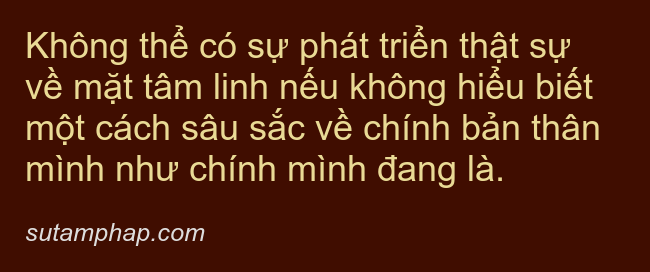 Không thể có sự phát triển thật sự
về mặt tâm linh nếu không hiểu biết
một cách sâu sắc về chính bản thân
mình như chính mình đang là.
sutamphap.com